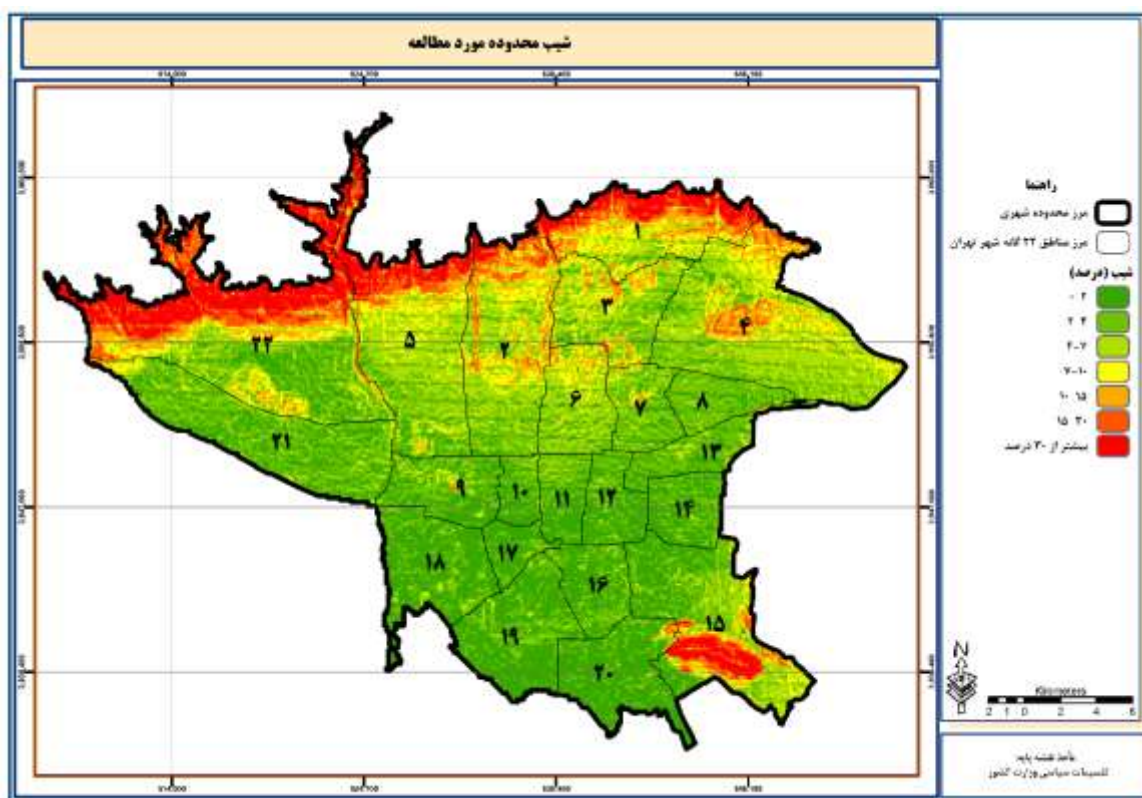 شیب محدوده مورد مطالعه
راهنما
مرز محدوده شهری
مرز مناطق ۲۲ گانه شهر تهران
شیب (درصد)
۰-۲
۲-۴
۴-۷
۷-۱۰
۱۰-۱۵
۱۵-۳۰
بیشتر از ۳۰ درصد
۱
۳
۴
۲
۵
۲۲
۶
۷
۸
۲۱
۱۳
۹
۱۰
۱۱
۱۲
۱۴
۱۸
۱۷
۱۶
۱۵
۱۹
۲۰
N
Kilometers
2 1 0 2 4 6
مأخذ نقشه پایه:
تقسیمات سیاسی وزارت کشور